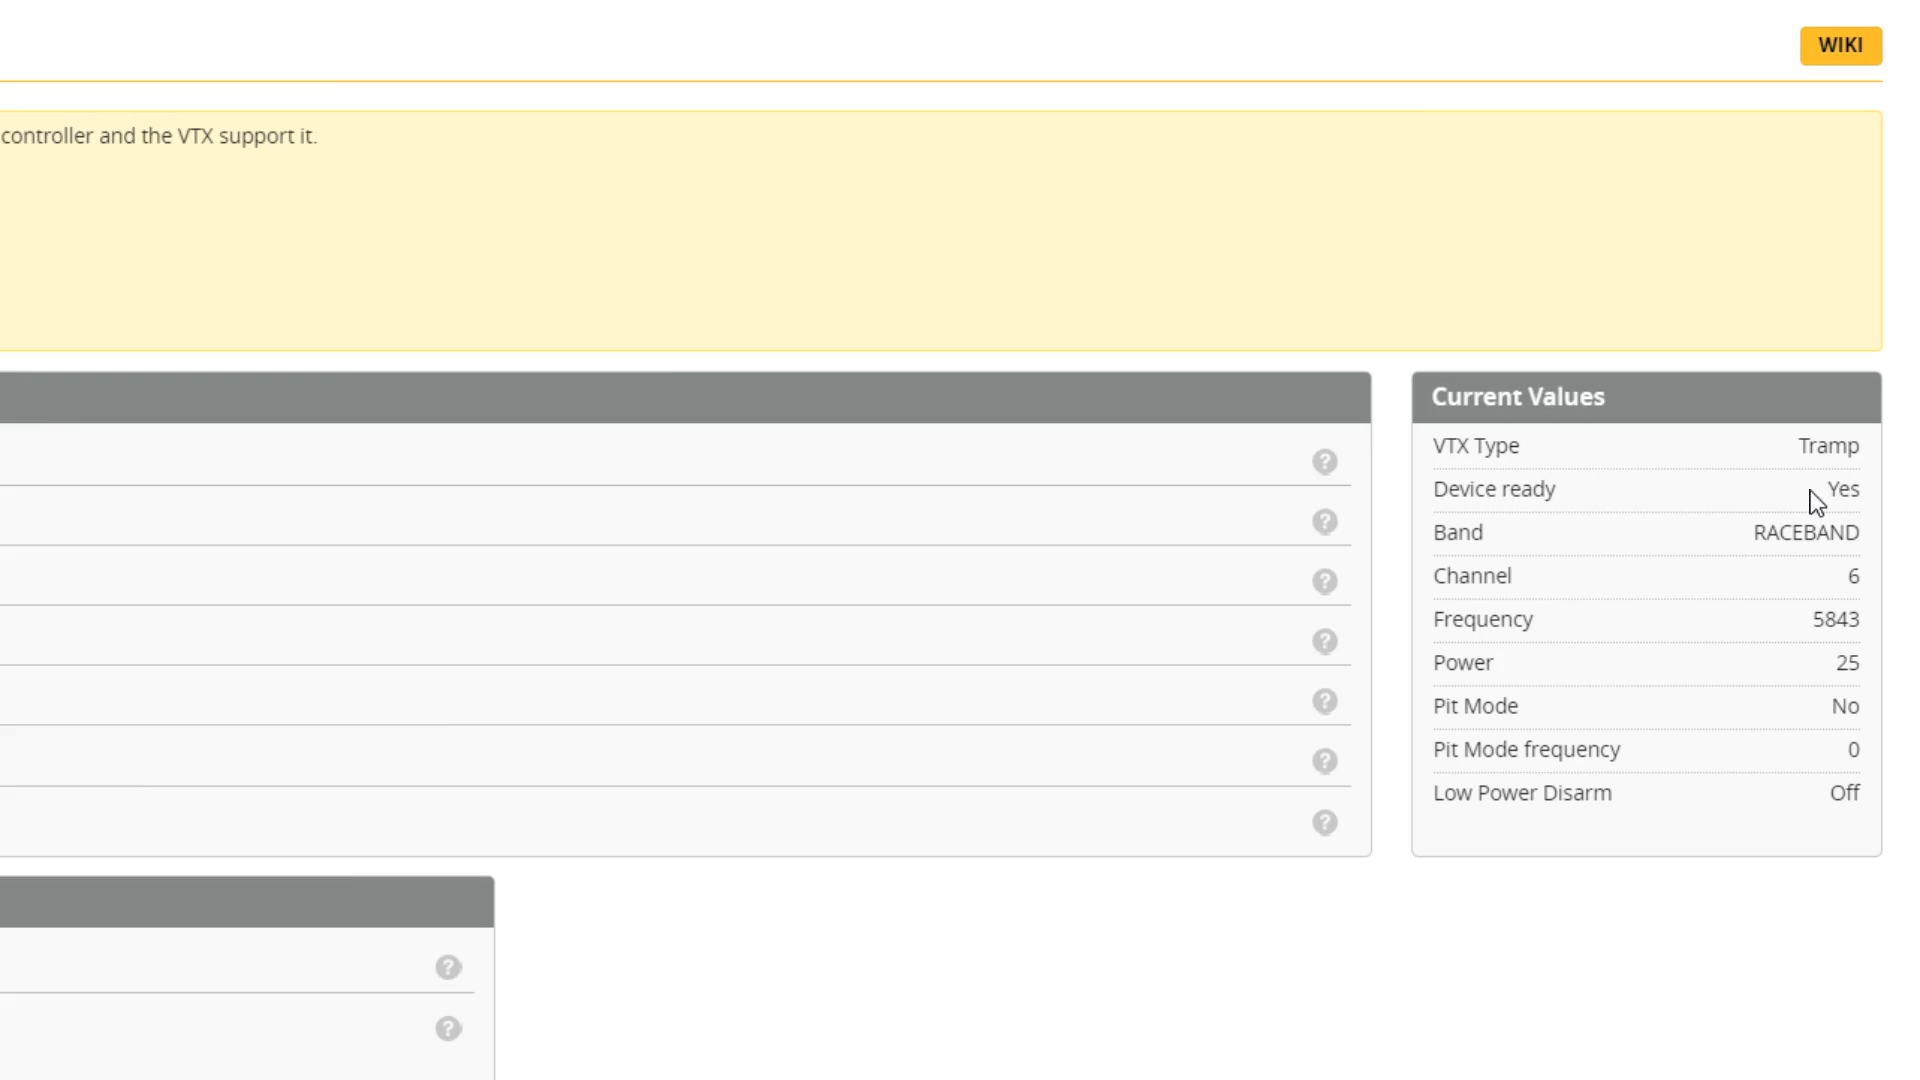 WIKI
controller and the VTX support it.
Current Values
VTX Type Tramp
Device ready Yes
Band RACEBAND
Channel 6
Frequency 5843
Power 25
Pit Mode No
Pit Mode frequency 0
Low Power Disarm Off
?
?
?
?
?
?
?
?
?